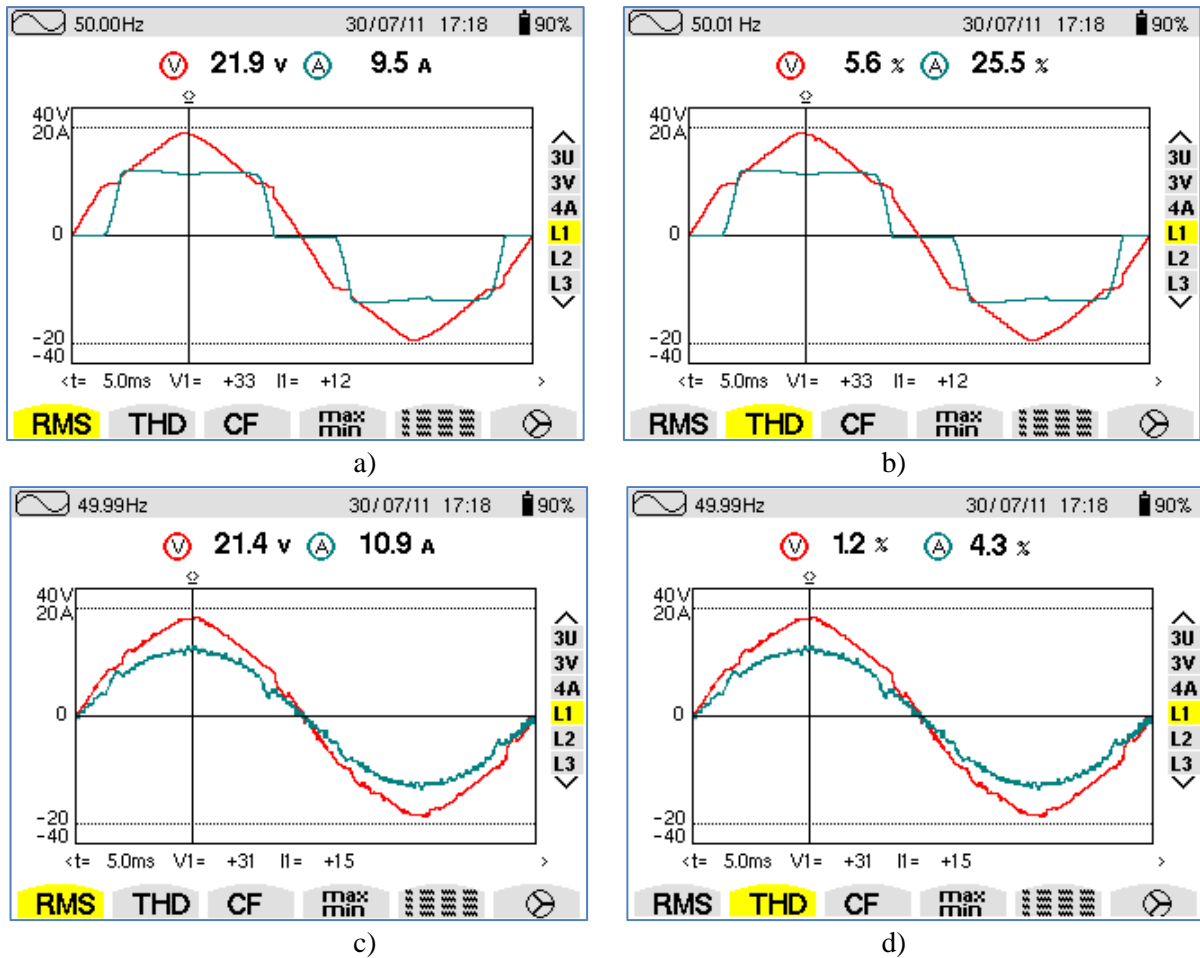 50.00Hz 30/07/11 17:18 90%
V 21.9 V A 9.5 A
40V
20A
0
-20
-40
3U
3V
4A
L1
L2
L3
<t= 5.0ms V1= +33 I1= +12 >
RMS THD CF max min
a)
50.01 Hz 30/07/11 17:18 90%
V 5.6 % A 25.5 %
40V
20A
0
-20
-40
3U
3V
4A
L1
L2
L3
<t= 5.0ms V1= +33 I1= +12 >
RMS THD CF max min
b)
49.99Hz 30/07/11 17:18 90%
V 21.4 V A 10.9 A
40V
20A
0
-20
-40
3U
3V
4A
L1
L2
L3
<t= 5.0ms V1= +31 I1= +15 >
RMS THD CF max min
c)
49.99Hz 30/07/11 17:18 90%
V 1.2 % A 4.3 %
40V
20A
0
-20
-40
3U
3V
4A
L1
L2
L3
<t= 5.0ms V1= +31 I1= +15 >
RMS THD CF max min
d)